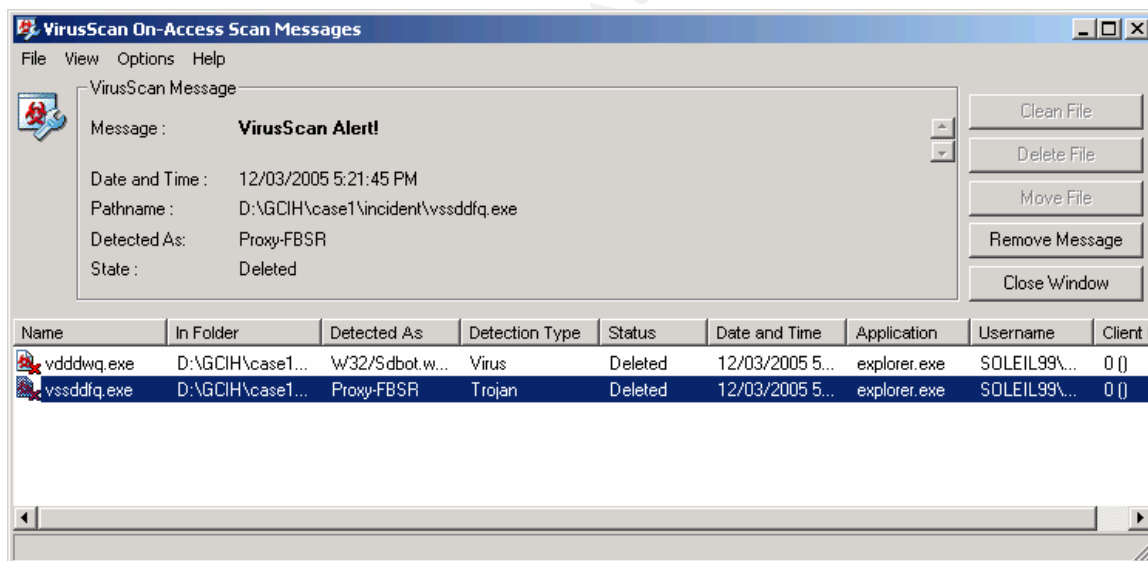 VirusScan On-Access Scan Messages
File View Options Help
VirusScan Message
Message : VirusScan Alert!
Date and Time : 12/03/2005 5:21:45 PM
Pathname : D:\GCIH\case1\incident\vssddfq.exe
Detected As: Proxy-FBSR
State : Deleted
Clean File
Delete File
Move File
Remove Message
Close Window
Name In Folder Detected As Detection Type Status Date and Time Application Username Client
vdddwq.exe D:\GCIH\case1... W32/Sdbot.w... Virus Deleted 12/03/2005 5... explorer.exe SOLEIL99\... 0 ()
vssddfq.exe D:\GCIH\case1... Proxy-FBSR Trojan Deleted 12/03/2005 5... explorer.exe SOLEIL99\... 0 ()